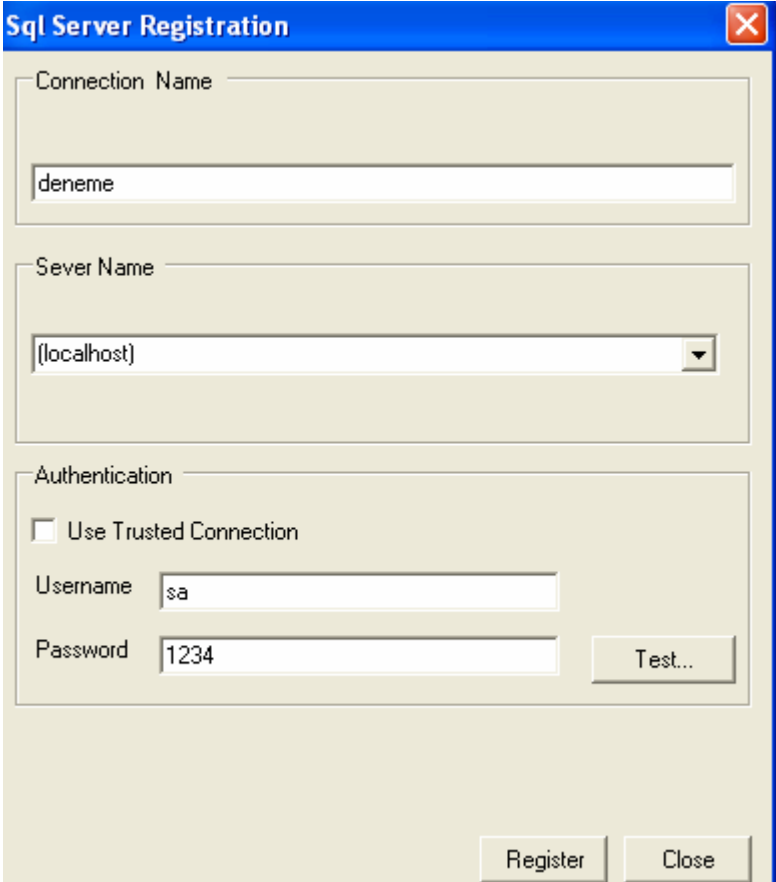 Sql Server Registration
Connection Name
deneme
Sever Name
(localhost)
Authentication
Use Trusted Connection
Username sa
Password 1234 Test...
Register Close